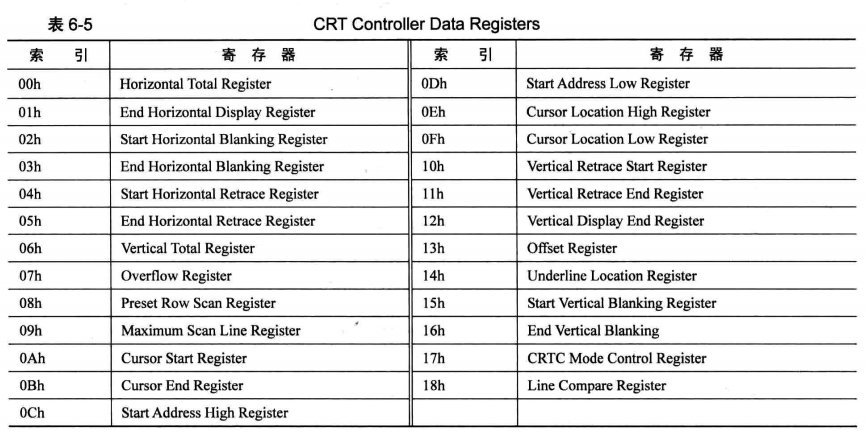 表 6-5 CRT Controller Data Registers
索 引 寄 存 器 索 引 寄 存 器
00h Horizontal Total Register 0Dh Start Address Low Register
01h End Horizontal Display Register 0Eh Cursor Location High Register
02h Start Horizontal Blanking Register 0Fh Cursor Location Low Register
03h End Horizontal Blanking Register 10h Vertical Retrace Start Register
04h Start Horizontal Retrace Register 11h Vertical Retrace End Register
05h End Horizontal Retrace Register 12h Vertical Display End Register
06h Vertical Total Register 13h Offset Register
07h Overflow Register 14h Underline Location Register
08h Preset Row Scan Register 15h Start Vertical Blanking Register
09h Maximum Scan Line Register 16h End Vertical Blanking
0Ah Cursor Start Register 17h CRTC Mode Control Register
0Bh Cursor End Register 18h Line Compare Register
0Ch Start Address High Register